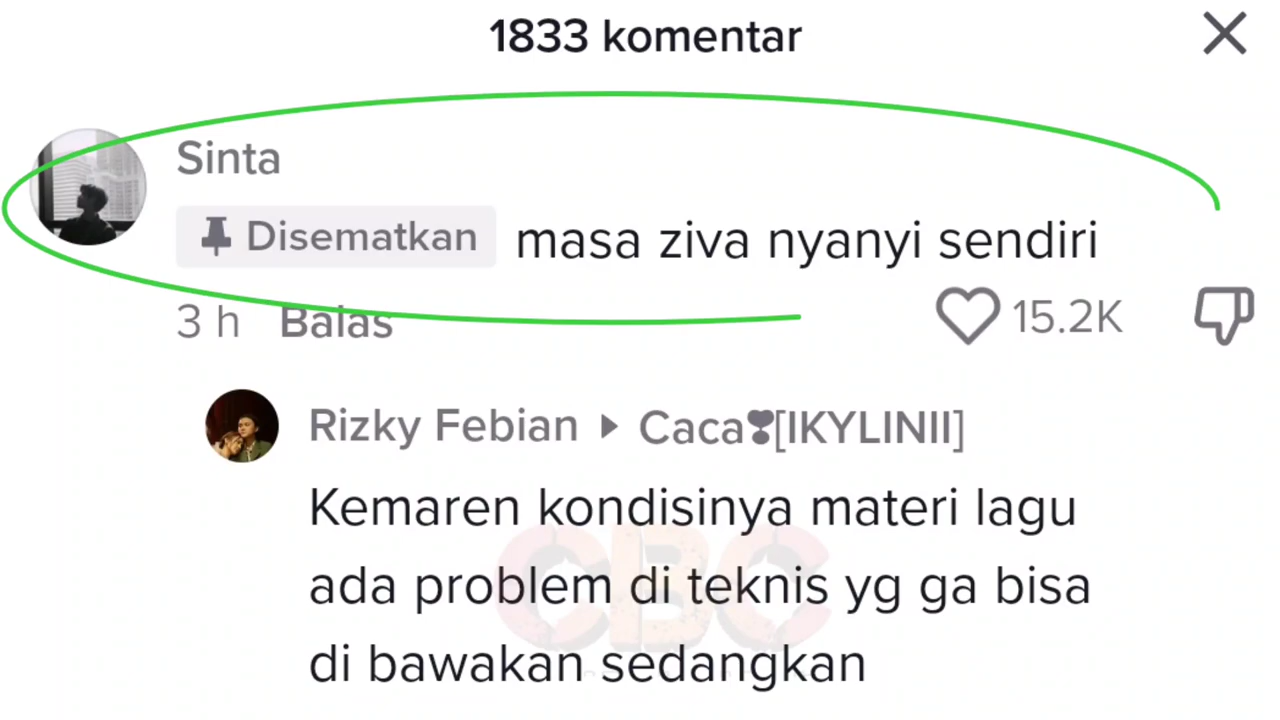 1833 komentar
Sinta
Disematkan masa ziva nyanyi sendiri
3 h Balas 15.2K
Rizky Febian ▸ Caca❣[IKYLINII]
Kemaren kondisinya materi lagu
ada problem di teknis yg ga bisa
di bawakan sedangkan
CBC